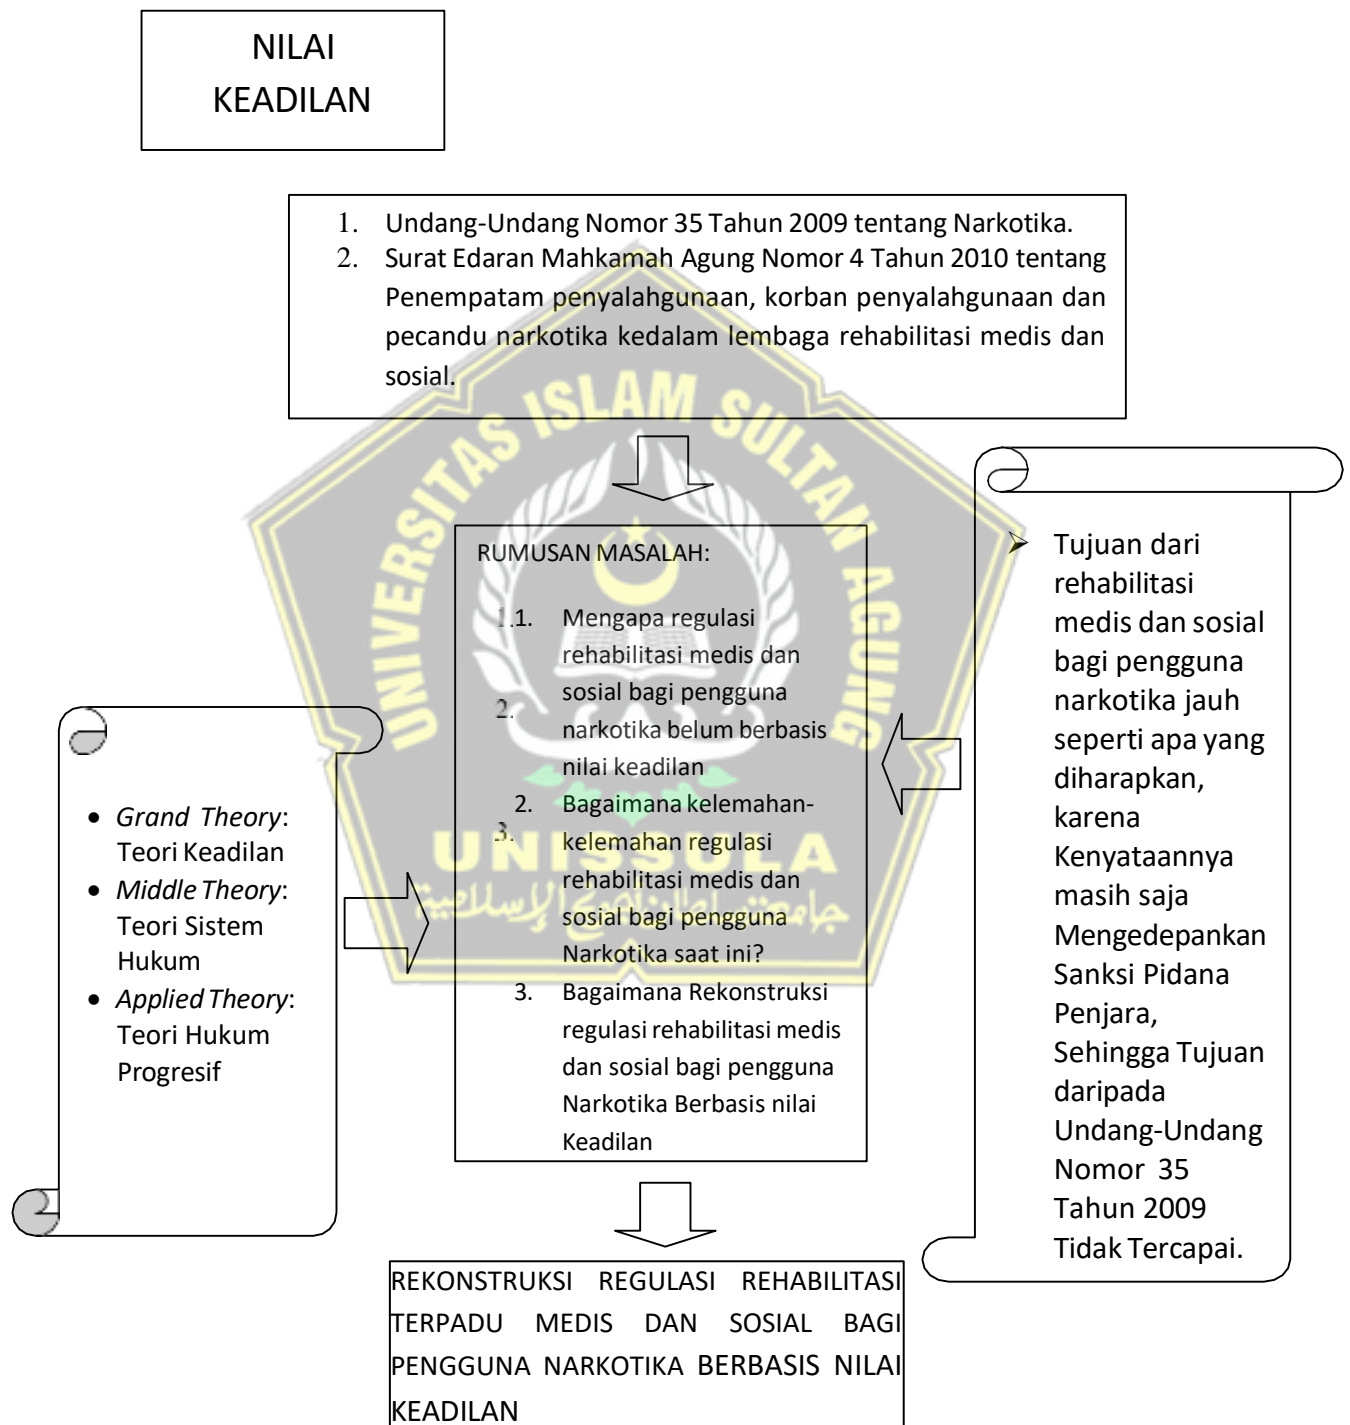 NILAI
KEADILAN
1. Undang-Undang Nomor 35 Tahun 2009 tentang Narkotika.
2. Surat Edaran Mahkamah Agung Nomor 4 Tahun 2010 tentang
Penempatam penyalahgunaan, korban penyalahgunaan dan
pecandu narkotika kedalam lembaga rehabilitasi medis dan
sosial.
UNIVERSITAS ISLAM SULTAN AGUNG
RUMUSAN MASALAH:
1.1. Mengapa regulasi
rehabilitasi medis dan
sosial bagi pengguna
2.
narkotika belum berbasis
nilai keadilan
2. Bagaimana kelemahan-
3.
kelemahan regulasi
rehabilitasi medis dan
sosial bagi pengguna
Narkotika saat ini?
3. Bagaimana Rekonstruksi
regulasi rehabilitasi medis
dan sosial bagi pengguna
Narkotika Berbasis nilai
Keadilan
UNISSULA
جامعة سلطان أجونج الإسلامية
• Grand Theory:
Teori Keadilan
• Middle Theory:
Teori Sistem
Hukum
• Applied Theory:
Teori Hukum
Progresif
➢ Tujuan dari
rehabilitasi
medis dan sosial
bagi pengguna
narkotika jauh
seperti apa yang
diharapkan,
karena
Kenyataannya
masih saja
Mengedepankan
Sanksi Pidana
Penjara,
Sehingga Tujuan
daripada
Undang-Undang
Nomor 35
Tahun 2009
Tidak Tercapai.
REKONSTRUKSI REGULASI REHABILITASI
TERPADU MEDIS DAN SOSIAL BAGI
PENGGUNA NARKOTIKA BERBASIS NILAI
KEADILAN